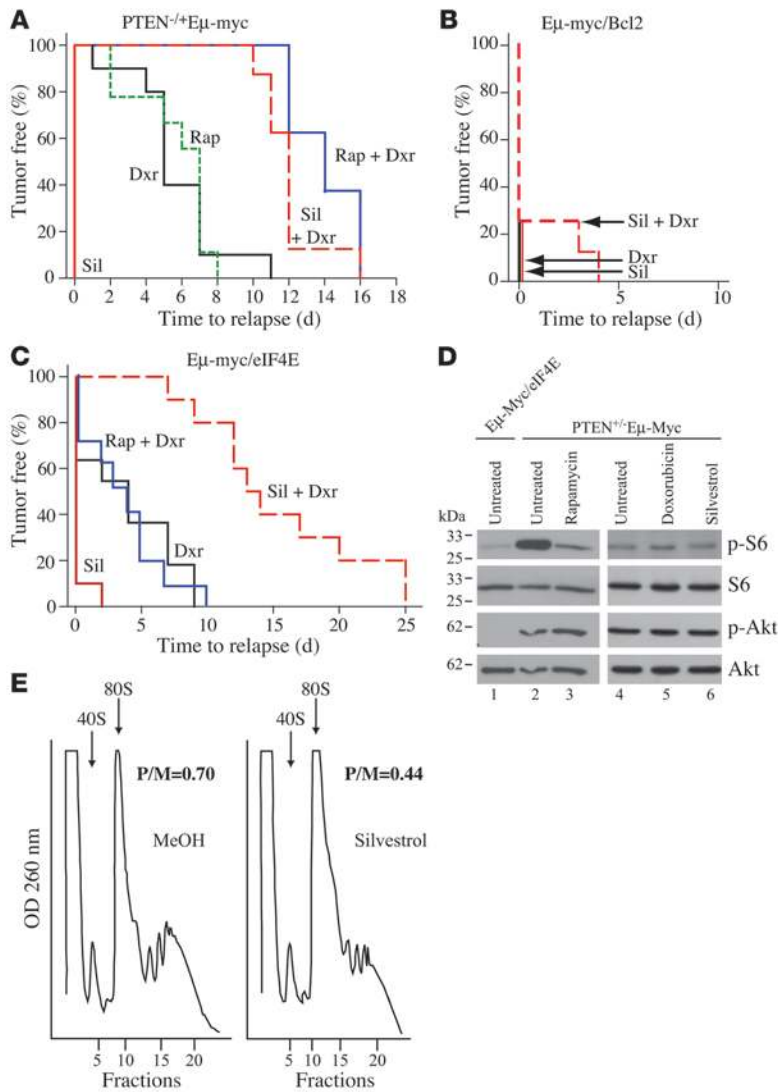 A
PTEN-/+Eμ-myc
Tumor free (%)
100
80
60
40
20
0
Rap
Dxr
Sil
+ Dxr
Rap + Dxr
Sil
0 2 4 6 8 10 12 14 16 18
Time to relapse (d)
B
Eμ-myc/Bcl2
Tumor free (%)
100
80
60
40
20
0
Sil + Dxr
Dxr
Sil
0 5 10
Time to relapse (d)
C
Eμ-myc/eIF4E
Tumor free (%)
100
80
60
40
20
0
Rap + Dxr
Sil + Dxr
Dxr
Sil
0 5 10 15 20 25
Time to relapse (d)
D
Eμ-Myc/eIF4E
PTEN+/-Eμ-Myc
Untreated
Untreated
Rapamycin
Untreated
Doxorubicin
Silvestrol
kDa
33
25
p-S6
33
25
S6
62
p-Akt
62
Akt
1 2 3 4 5 6
E
80S
40S
P/M=0.70
MeOH
OD 260 nm
5 10 15 20
Fractions
80S
40S
P/M=0.44
Silvestrol
5 10 15 20
Fractions